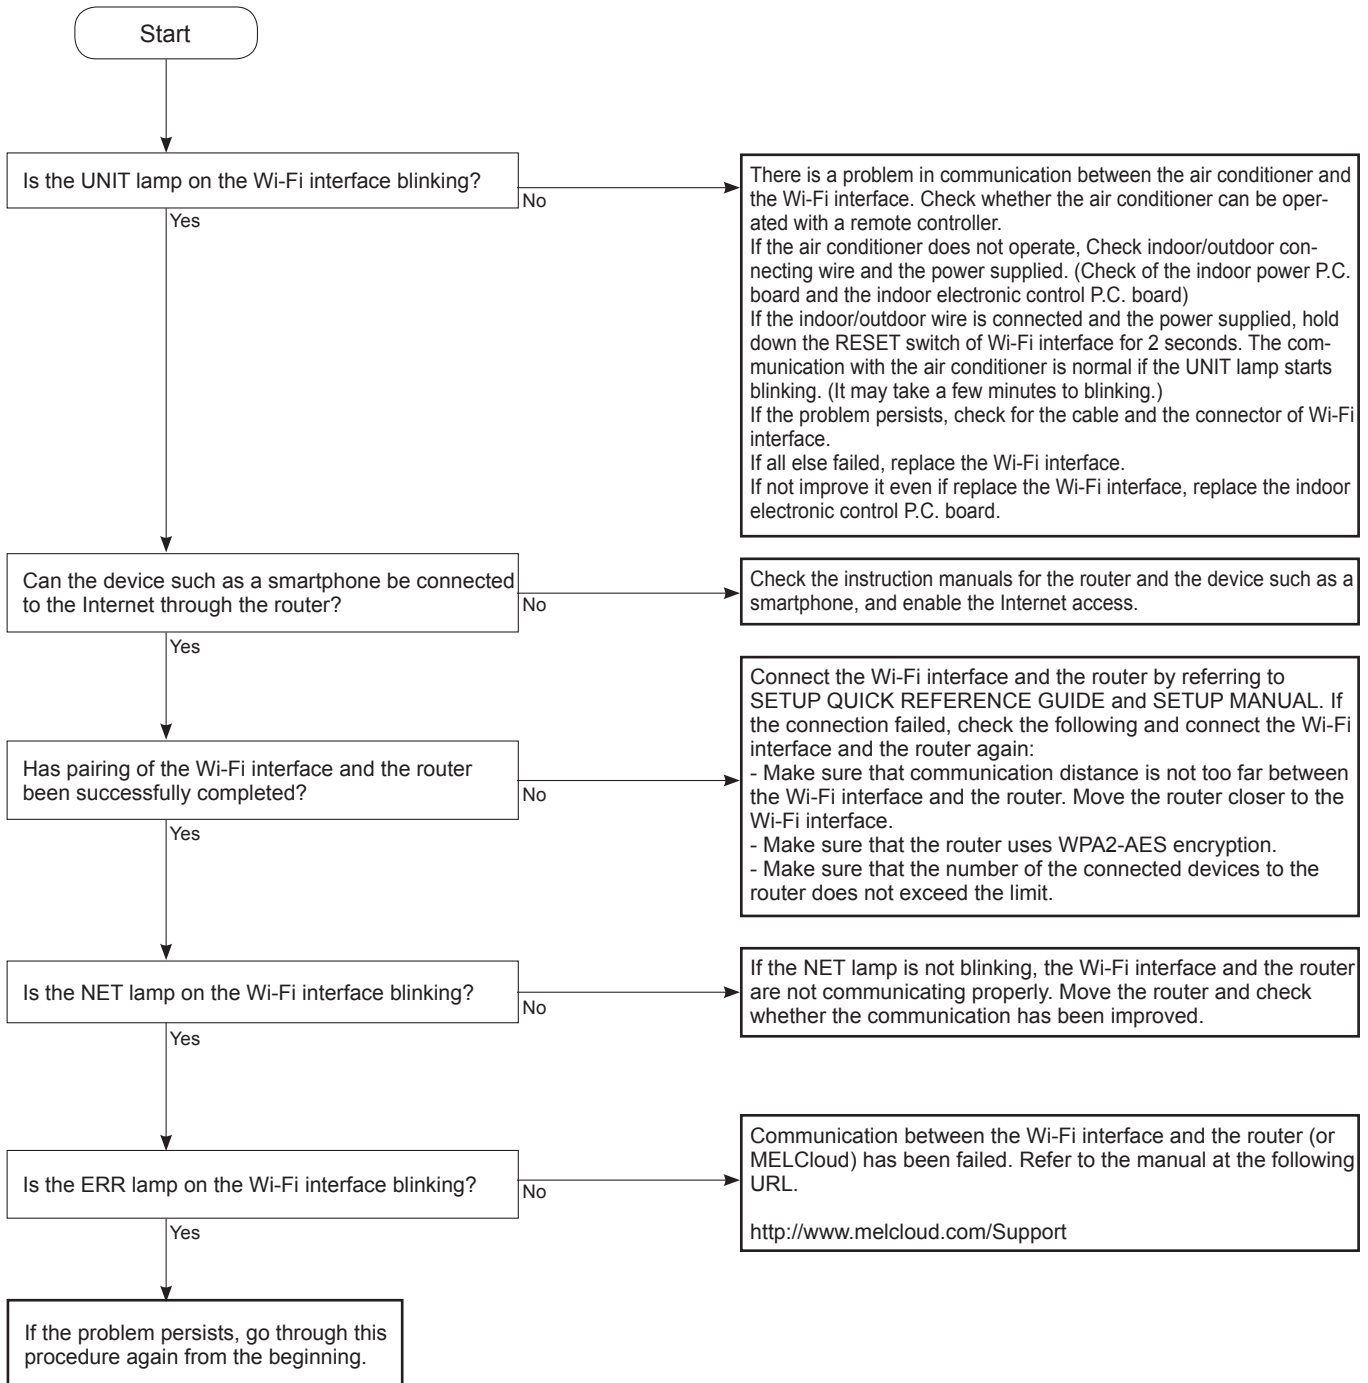 Start
Is the UNIT lamp on the Wi-Fi interface blinking?
No
Yes
There is a problem in communication between the air conditioner and
the Wi-Fi interface. Check whether the air conditioner can be oper-
ated with a remote controller.
If the air conditioner does not operate, Check indoor/outdoor con-
necting wire and the power supplied. (Check of the indoor power P.C.
board and the indoor electronic control P.C. board)
If the indoor/outdoor wire is connected and the power supplied, hold
down the RESET switch of Wi-Fi interface for 2 seconds. The com-
munication with the air conditioner is normal if the UNIT lamp starts
blinking. (It may take a few minutes to blinking.)
If the problem persists, check for the cable and the connector of Wi-Fi
interface.
If all else failed, replace the Wi-Fi interface.
If not improve it even if replace the Wi-Fi interface, replace the indoor
electronic control P.C. board.
Can the device such as a smartphone be connected
to the Internet through the router?
No
Yes
Check the instruction manuals for the router and the device such as a
smartphone, and enable the Internet access.
Has pairing of the Wi-Fi interface and the router
been successfully completed?
No
Yes
Connect the Wi-Fi interface and the router by referring to
SETUP QUICK REFERENCE GUIDE and SETUP MANUAL. If
the connection failed, check the following and connect the Wi-Fi
interface and the router again:
- Make sure that communication distance is not too far between
the Wi-Fi interface and the router. Move the router closer to the
Wi-Fi interface.
- Make sure that the router uses WPA2-AES encryption.
- Make sure that the number of the connected devices to the
router does not exceed the limit.
Is the NET lamp on the Wi-Fi interface blinking?
No
Yes
If the NET lamp is not blinking, the Wi-Fi interface and the router
are not communicating properly. Move the router and check
whether the communication has been improved.
Is the ERR lamp on the Wi-Fi interface blinking?
No
Yes
Communication between the Wi-Fi interface and the router (or
MELCloud) has been failed. Refer to the manual at the following
URL.
http://www.melcloud.com/Support
If the problem persists, go through this
procedure again from the beginning.